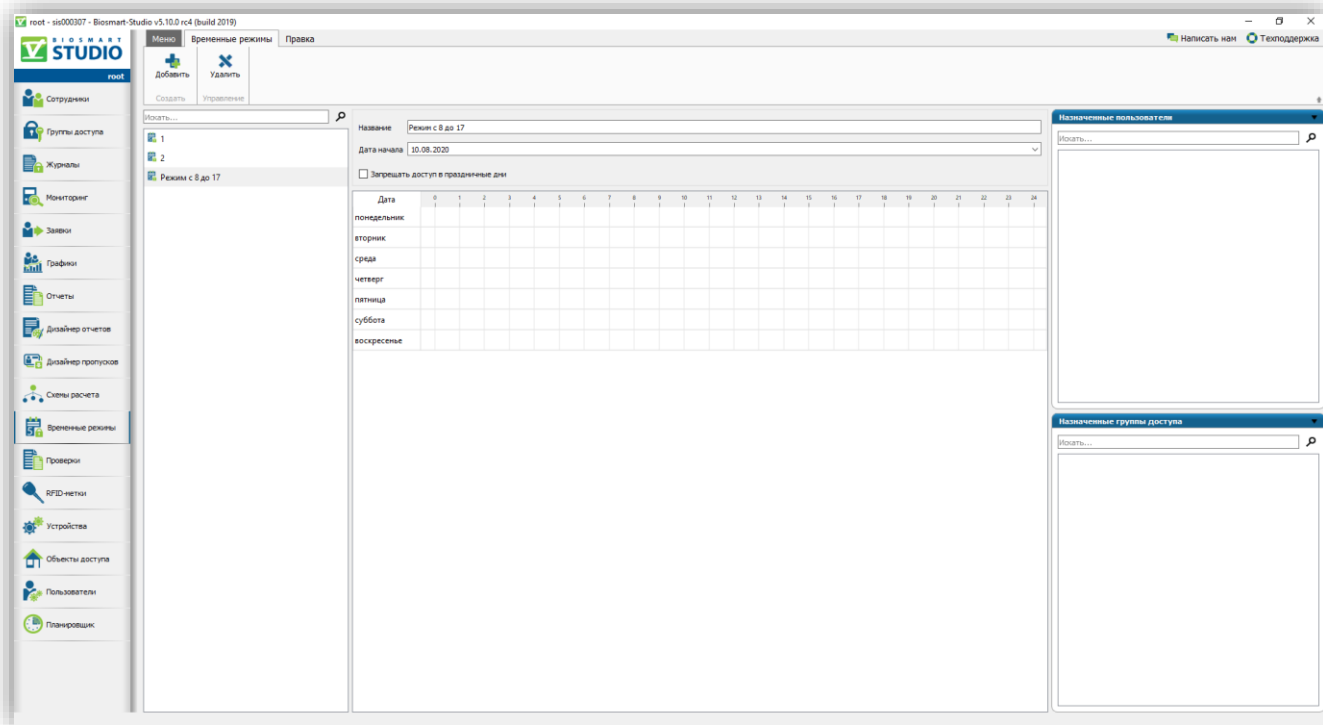 root - sis000307 - Biosmart-Studio v5.10.0 rc4 (build 2019)
BIOSMART
STUDIO
root
Меню Временные режимы Правка
Написать нам Техподдержка
Добавить Удалить
Создать Управление
Сотрудники
Группы доступа
Журналы
Мониторинг
Заявки
Графики
Отчеты
Дизайнер отчетов
Дизайнер пропусков
Схемы расчета
Временные режимы
Проверки
RFID-метки
Устройства
Объекты доступа
Пользователи
Планировщик
Искать...
1
2
Режим с 8 до 17
Название Режим с 8 до 17
Дата начала 10.08.2020
Запрещать доступ в праздничные дни
Дата 0 1 2 3 4 5 6 7 8 9 10 11 12 13 14 15 16 17 18 19 20 21 22 23 24
понедельник
вторник
среда
четверг
пятница
суббота
воскресенье
Назначенные пользователи
Искать...
Назначенные группы доступа
Искать...